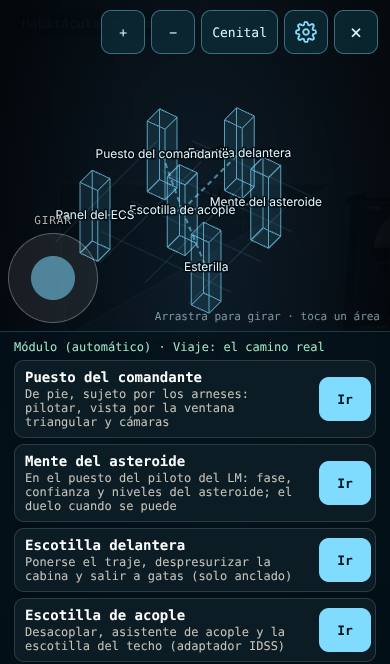 + − Cenital ✕
Puesto del comandante
Escotilla delantera
Mente del asteroide
Escotilla de acople
Panel del ECS
GIRAR
Esterilla
Arrastra para girar · toca un área
Módulo (automático) · Viaje: el camino real
Puesto del comandante
De pie, sujeto por los arneses:
pilotar, vista por la ventana
triangular y cámaras
Ir
Mente del asteroide
En el puesto del piloto del LM: fase,
confianza y niveles del asteroide; el
duelo cuando se puede
Ir
Escotilla delantera
Ponerse el traje, despresurizar la
cabina y salir a gatas (solo anclado)
Ir
Escotilla de acople
Desacoplar, asistente de acople y la
escotilla del techo (adaptador IDSS)
Ir